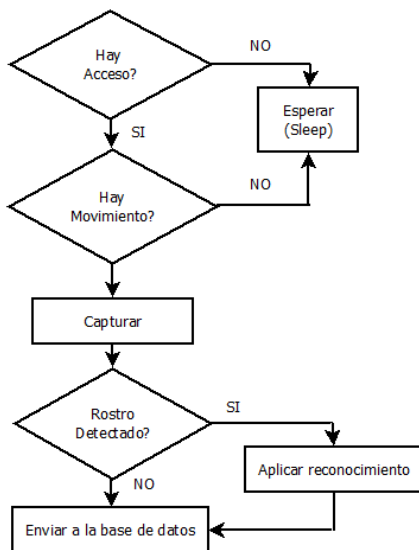 Hay
Acceso?
NO
Esperar
(Sleep)
SI
Hay
Movimiento?
NO
Capturar
Rostro
Detectado?
SI
Aplicar reconocimiento
NO
Enviar a la base de datos